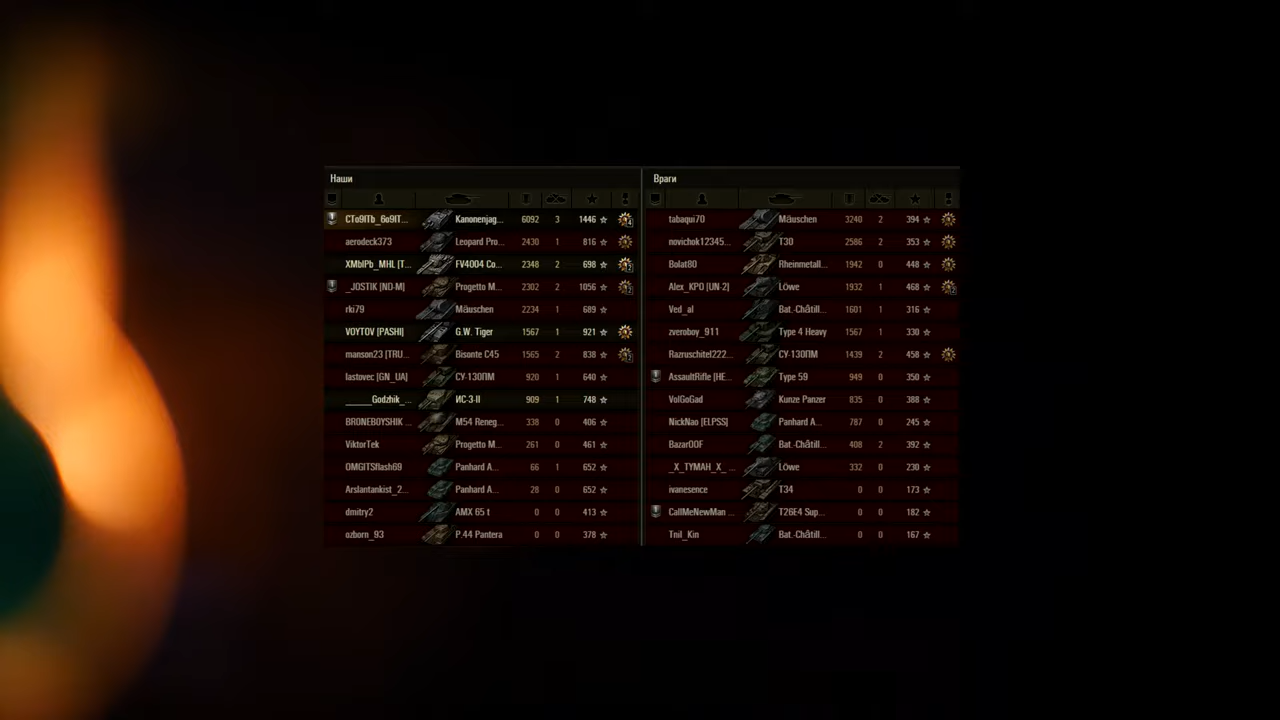 Наши Враги
СТо9ITb_6o9IT... Kanonenjag... 6092 3 1446 4 tabaqui70 Mäuschen 3240 2 394
aerodeck373 Leopard Pro... 2430 1 816 novichok12345... T30 2586 2 353
XMbIPb_MHL [T... FV4004 Co... 2348 2 698 2 Bolat80 Rheinmetall... 1942 0 448
_JOSTIK [ND-M] Progetto M... 2302 2 1056 2 Alex_KPO [UN-2] Löwe 1932 1 468 2
rki79 Mäuschen 2234 1 689 Ved_al Bat.-Châtill... 1601 1 316
VOYTOV [PASHI] G.W. Tiger 1567 1 921 zveroboy_911 Type 4 Heavy 1567 1 330
manson23 [TRU... Bisonte C45 1565 2 838 2 Razruschitel222... СУ-130ПМ 1439 2 458
lastovec [GN_UA] СУ-130ПМ 920 1 640 AssaultRifle [HE... Type 59 949 0 350
_____Godzhik_... ИС-3-II 909 1 748 VolGoGad Kunze Panzer 835 0 388
BRONEBOYSHIK ... M54 Reneg... 338 0 406 NickNao [ELPSS] Panhard A... 787 0 245
ViktorTek Progetto M... 261 0 461 BazarOOF Bat.-Châtill... 408 2 392
OMGITSflash69 Panhard A... 66 1 652 _X_TYMAH_X_ ... Löwe 332 0 230
Arslantankist_2... Panhard A... 28 0 652 ivanesence T34 0 0 173
dmitry2 AMX 65 t 0 0 413 CallMeNewMan ... T26E4 Sup... 0 0 182
ozborn_93 P.44 Pantera 0 0 378 Tnil_Kin Bat.-Châtill... 0 0 167